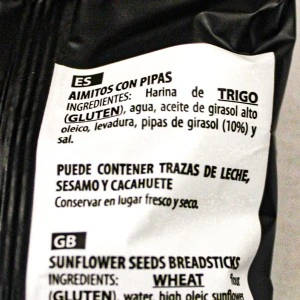 ES
AIMITOS CON PIPAS
INGREDIENTES: Harina de TRIGO
(GLUTEN), agua, aceite de girasol alto
oleico, levadura, pipas de girasol (10%) y
sal.
PUEDE CONTENER TRAZAS DE LECHE,
SESAMO Y CACAHUETE
Conservar en lugar fresco y seco.
GB
SUNFLOWER SEEDS BREADSTICKS
INGREDIENTS: WHEAT flour
(GLUTEN), water, high oleic sunflower